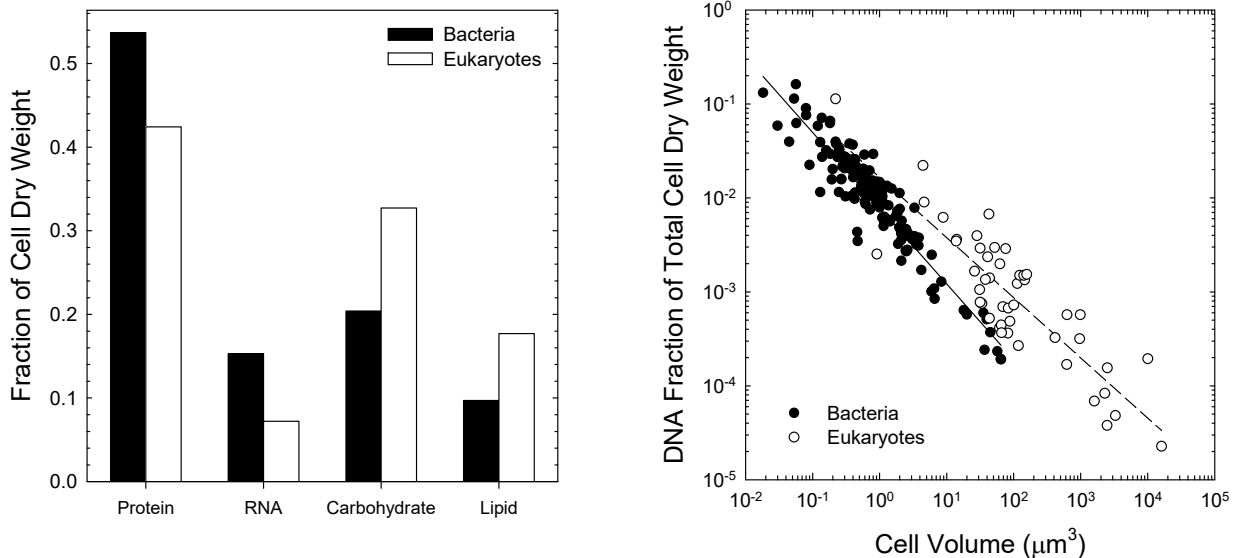 Fraction of Cell Dry Weight
0.5
0.4
0.3
0.2
0.1
0.0
Bacteria
Eukaryotes
Protein RNA Carbohydrate Lipid
DNA Fraction of Total Cell Dry Weight
10⁰
10⁻¹
10⁻²
10⁻³
10⁻⁴
10⁻⁵
Bacteria
Eukaryotes
10⁻² 10⁻¹ 10⁰ 10¹ 10² 10³ 10⁴ 10⁵
Cell Volume (μm³)